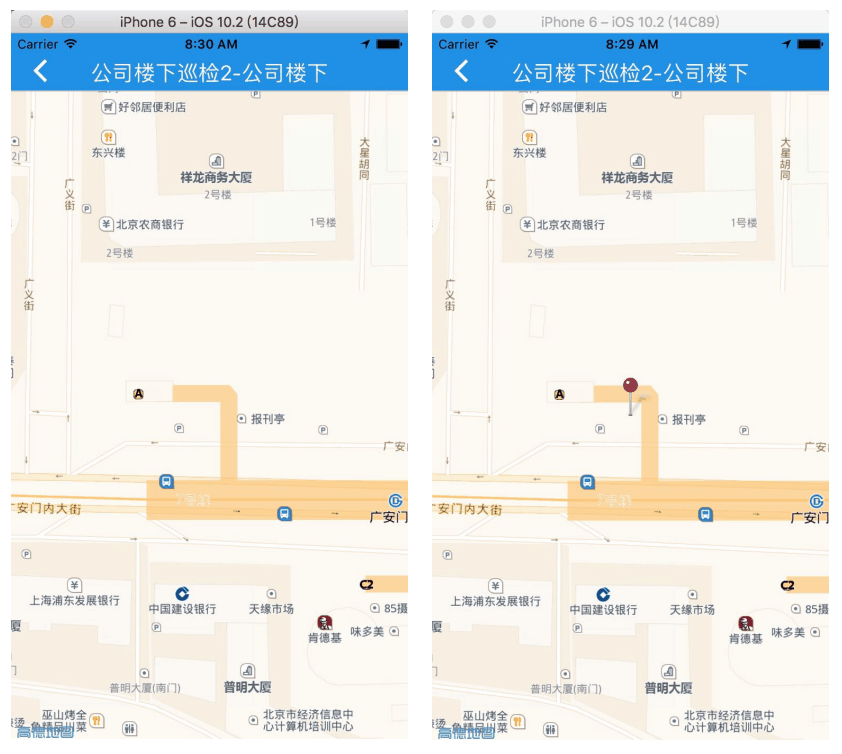 iPhone 6 – iOS 10.2 (14C89)
Carrier
8:30 AM
公司楼下巡检2-公司楼下
P
好邻居便利店
东兴楼
2门
大星胡同
祥龙商务大厦
2号楼
广义街
P
¥
北京农商银行
1号楼
2号楼
广义街
A
报刊亭
P
P
广安
广安门
安门内大街
P
C2
¥
上海浦东发展银行
中国建设银行
天缘市场
85摄
P
肯德基
味多美
厦
普明大厦(南门)
普明大厦
巫山烤全
鱼精品川菜
北京市经济信息中
心计算机培训中心
高德地图
iPhone 6 – iOS 10.2 (14C89)
Carrier
8:29 AM
公司楼下巡检2-公司楼下
P
好邻居便利店
东兴楼
2门
大星胡同
祥龙商务大厦
2号楼
广义街
P
¥
北京农商银行
1号楼
2号楼
广义街
A
报刊亭
P
P
广安
广安门
安门内大街
P
C2
¥
上海浦东发展银行
中国建设银行
天缘市场
85摄
P
肯德基
味多美
厦
普明大厦(南门)
普明大厦
巫山烤全
鱼精品川菜
北京市经济信息中
心计算机培训中心
高德地图